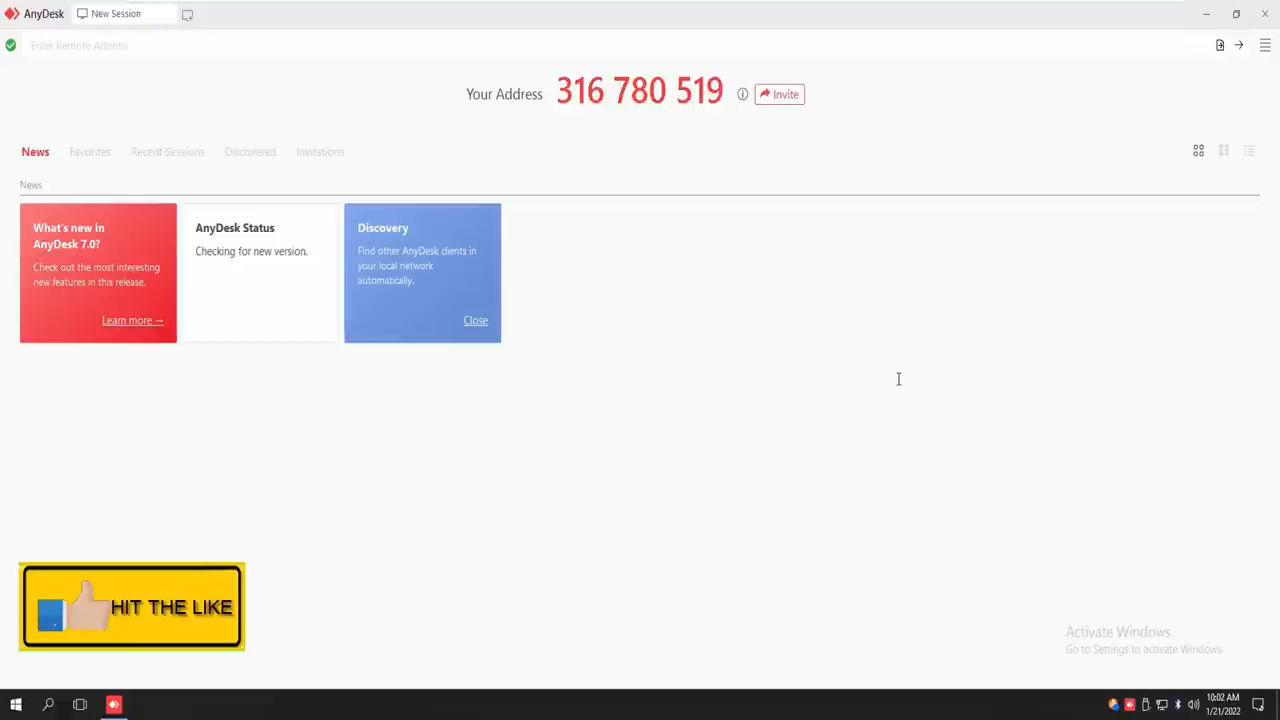 AnyDesk
New Session
Enter Remote Address
Your Address 316 780 519 Invite
News Favorites Recent Sessions Discovered Invitations
News
What's new in
AnyDesk 7.0?
Check out the most interesting
new features in this release.
Learn more →
AnyDesk Status
Checking for new version.
Discovery
Find other AnyDesk clients in
your local network
automatically.
Close
HIT THE LIKE
Activate Windows
Go to Settings to activate Windows.
10:02 AM
1/21/2022